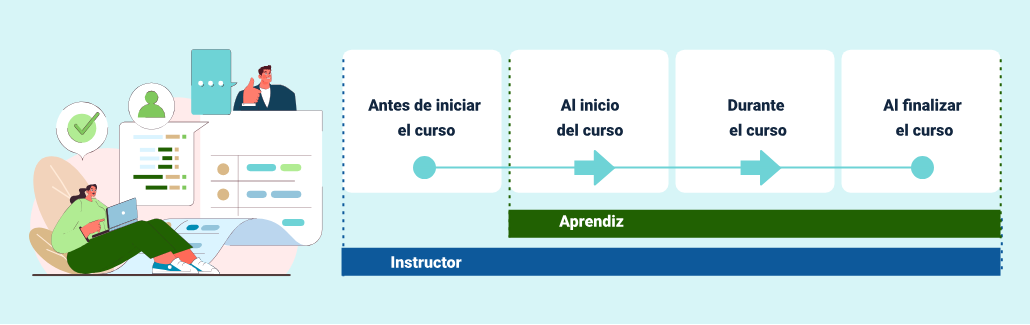 Antes de iniciar
el curso
Al inicio
del curso
Durante
el curso
Al finalizar
el curso
Aprendiz
Instructor